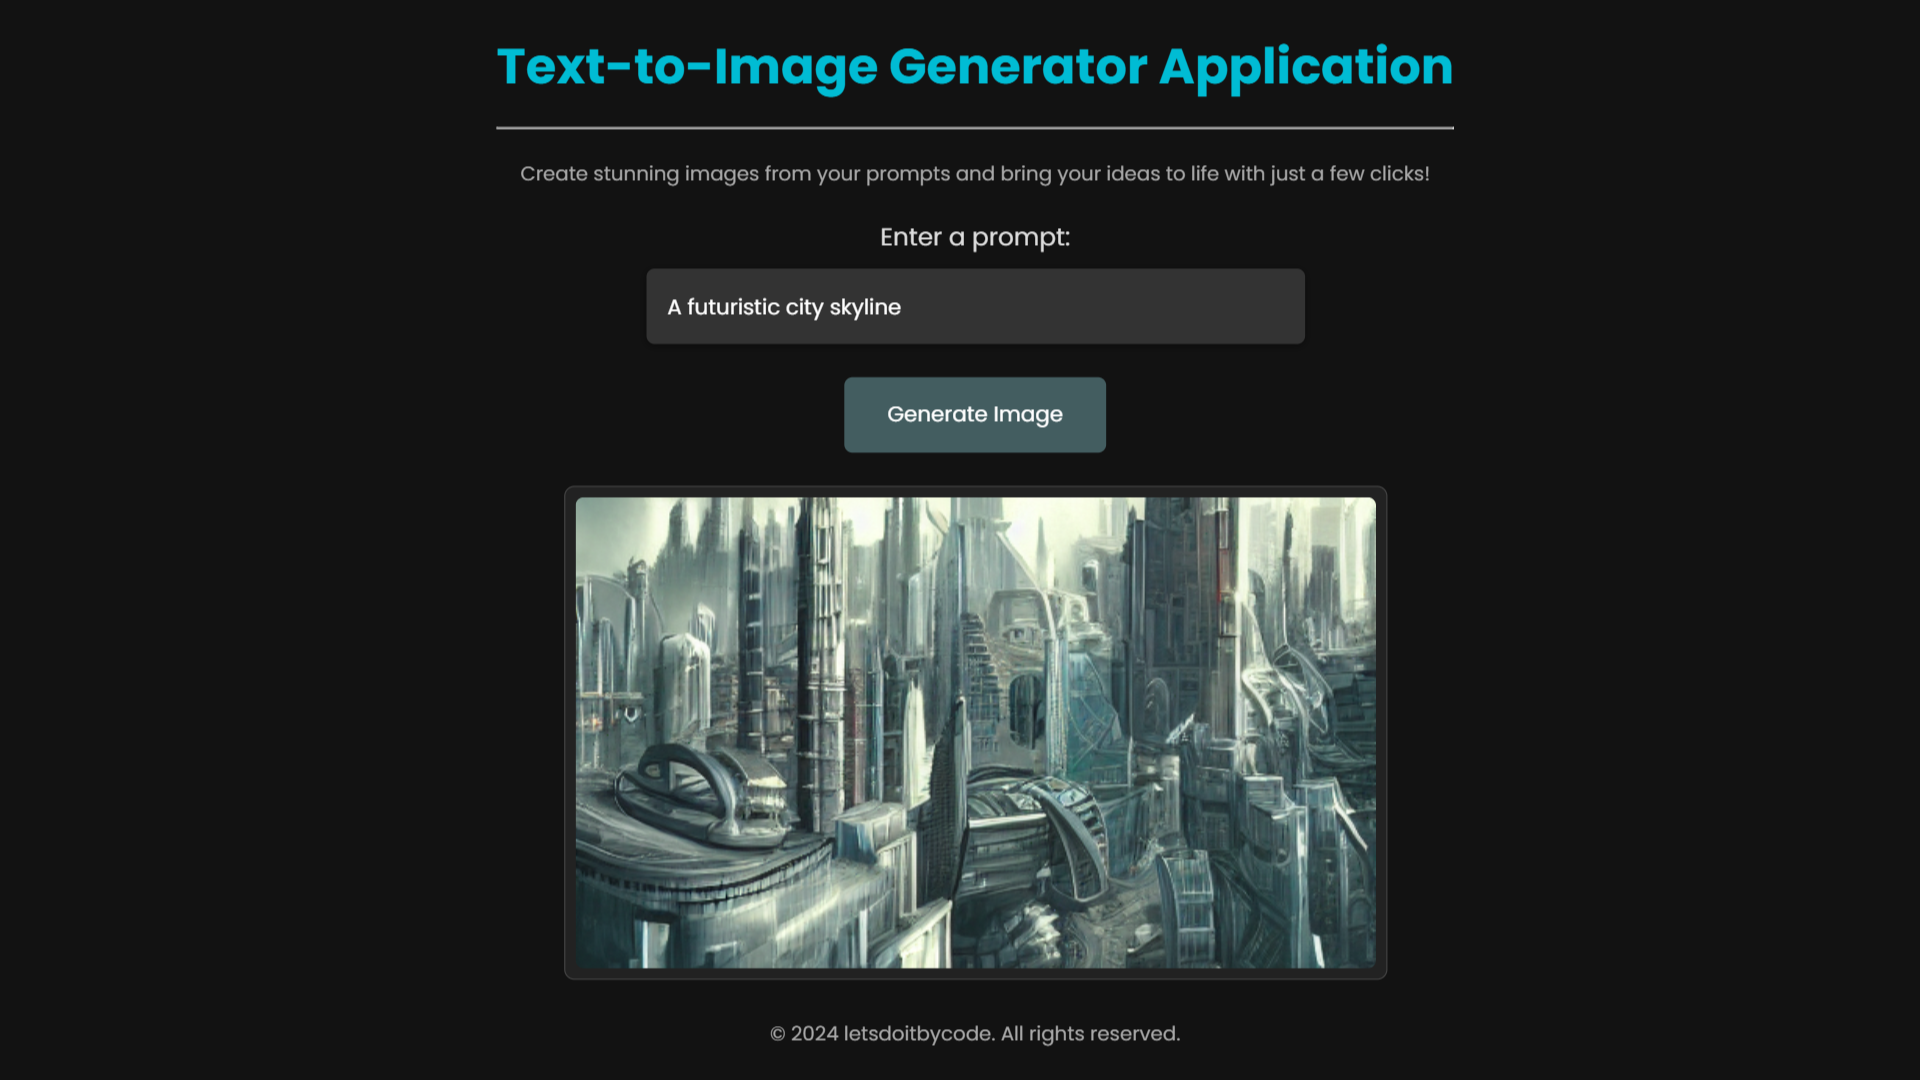 Text-to-Image Generator Application
Create stunning images from your prompts and bring your ideas to life with just a few clicks!
Enter a prompt:
A futuristic city skyline
Generate Image
© 2024 letsdoitbycode. All rights reserved.